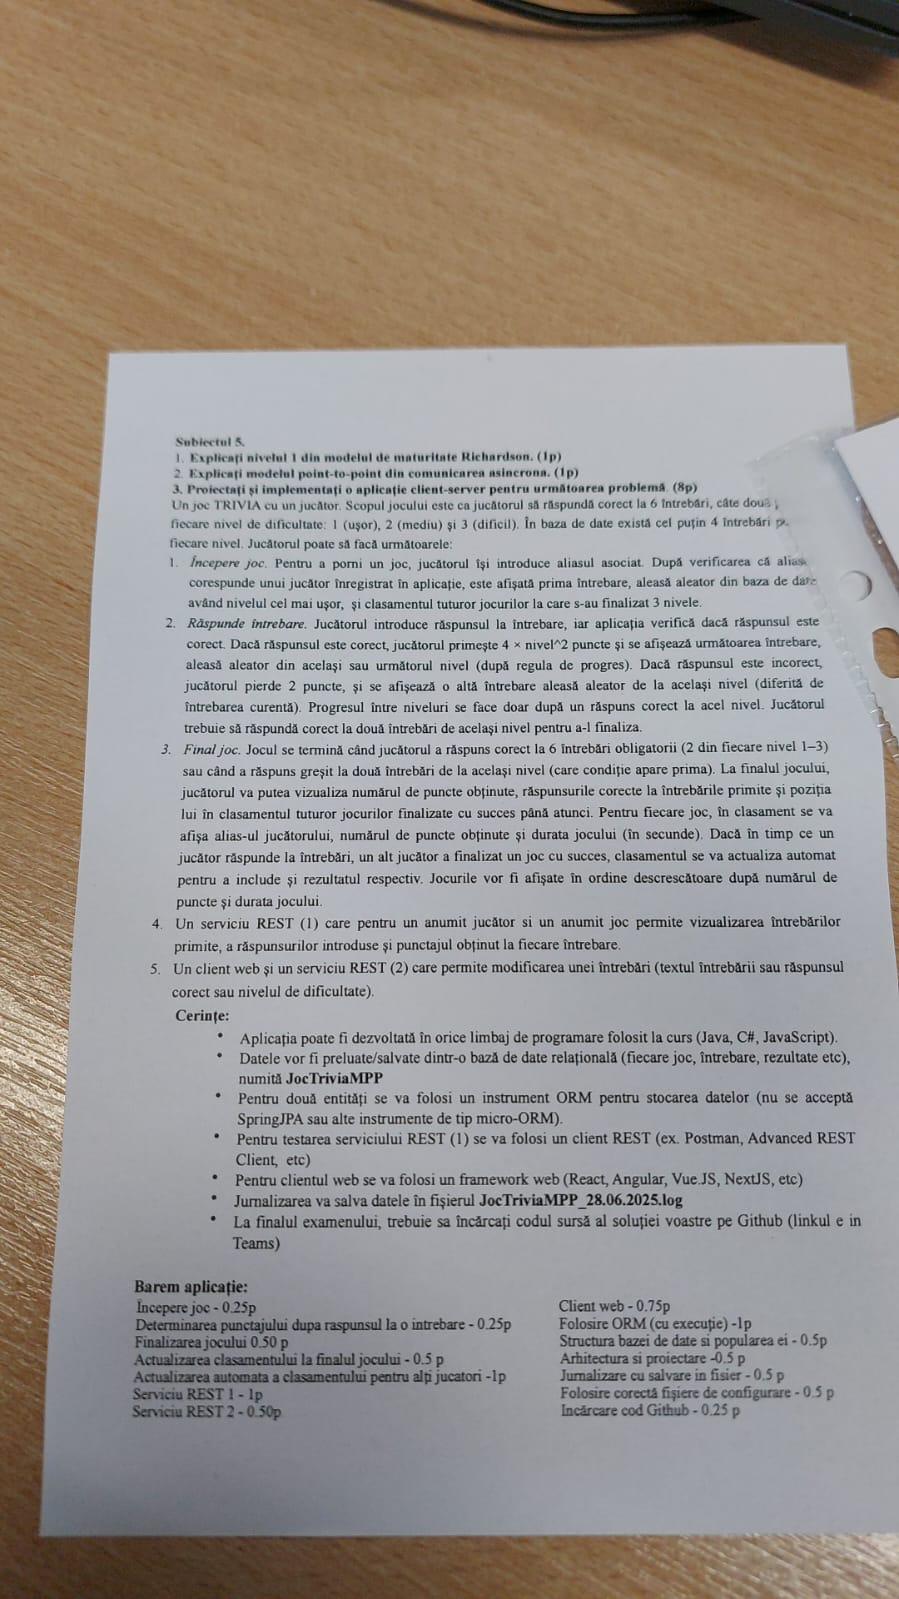 Subiectul 5.
1. Explicați nivelul 1 din modelul de maturitate Richardson. (1p)
2. Explicați modelul point-to-point din comunicarea asincrona. (1p)
3. Proiectați și implementați o aplicație client-server pentru următoarea problemă. (8p)
Un joc TRIVIA cu un jucător. Scopul jocului este ca jucătorul să răspundă corect la 6 întrebări, câte două
fiecare nivel de dificultate: 1 (ușor), 2 (mediu) și 3 (dificil). În baza de date există cel puțin 4 întrebări
fiecare nivel. Jucătorul poate să facă următoarele:
1. Începere joc. Pentru a porni un joc, jucătorul își introduce aliasul asociat. După verificarea că
corespunde unui jucător înregistrat în aplicație, este afișată prima întrebare, aleasă aleator din baza de date
având nivelul cel mai ușor, și clasamentul tuturor jocurilor la care s-au finalizat 3 nivele.
2. Răspunde întrebare. Jucătorul introduce răspunsul la întrebare, iar aplicația verifică dacă răspunsul este
corect. Dacă răspunsul este corect, jucătorul primește 4 × nivel^2 puncte și se afișează următoarea întrebare,
aleasă aleator din același sau următorul nivel (după regula de progres). Dacă răspunsul este incorect,
jucătorul pierde 2 puncte, și se afișează o altă întrebare aleasă aleator de la același nivel (diferită de
întrebarea curentă). Progresul între niveluri se face doar după un răspuns corect la acel nivel. Jucătorul
trebuie să răspundă corect la două întrebări de același nivel pentru a-l finaliza.
3. Final joc. Jocul se termină când jucătorul a răspuns corect la 6 întrebări obligatorii (2 din fiecare nivel 1–3)
sau când a răspuns greșit la două întrebări de la același nivel (care condiție apare prima). La finalul jocului,
jucătorul va putea vizualiza numărul de puncte obținute, răspunsurile corecte la întrebările primite și poziția
lui în clasamentul tuturor jocurilor finalizate cu succes până atunci. Pentru fiecare joc, în clasament se va
afișa alias-ul jucătorului, numărul de puncte obținute și durata jocului (în secunde). Dacă în timp ce un
jucător răspunde la întrebări, un alt jucător a finalizat un joc cu succes, clasamentul se va actualiza automat
pentru a include și rezultatul respectiv. Jocurile vor fi afișate în ordine descrescătoare după numărul de
puncte și durata jocului.
4. Un serviciu REST (1) care pentru un anumit jucător si un anumit joc permite vizualizarea întrebărilor
primite, a răspunsurilor introduse și punctajul obținut la fiecare întrebare.
5. Un client web și un serviciu REST (2) care permite modificarea unei întrebări (textul întrebării sau răspunsul
corect sau nivelul de dificultate).
Cerințe:
• Aplicația poate fi dezvoltată în orice limbaj de programare folosit la curs (Java, C#, JavaScript).
• Datele vor fi preluate/salvate dintr-o bază de date relațională (fiecare joc, întrebare, rezultate etc),
numită JocTriviaMPP
• Pentru două entități se va folosi un instrument ORM pentru stocarea datelor (nu se acceptă
SpringJPA sau alte instrumente de tip micro-ORM).
• Pentru testarea serviciului REST (1) se va folosi un client REST (ex. Postman, Advanced REST
Client, etc)
• Pentru clientul web se va folosi un framework web (React, Angular, Vue.JS, NextJS, etc)
• Jurnalizarea va salva datele în fișierul JocTriviaMPP_28.06.2025.log
• La finalul examenului, trebuie sa încărcați codul sursă al soluției voastre pe Github (linkul e in
Teams)
Barem aplicație:
Începere joc - 0.25p
Determinarea punctajului dupa raspunsul la o intrebare - 0.25p
Finalizarea jocului 0.50 p
Actualizarea clasamentului la finalul jocului - 0.5 p
Actualizarea automata a clasamentului pentru alți jucatori -1p
Serviciu REST 1 - 1p
Serviciu REST 2 - 0.50p
Client web - 0.75p
Folosire ORM (cu execuție) -1p
Structura bazei de date si popularea ei - 0.5p
Arhitectura si proiectare -0.5 p
Jurnalizare cu salvare in fisier - 0.5 p
Folosire corectă fișiere de configurare - 0.5 p
Incărcare cod Github - 0.25 p